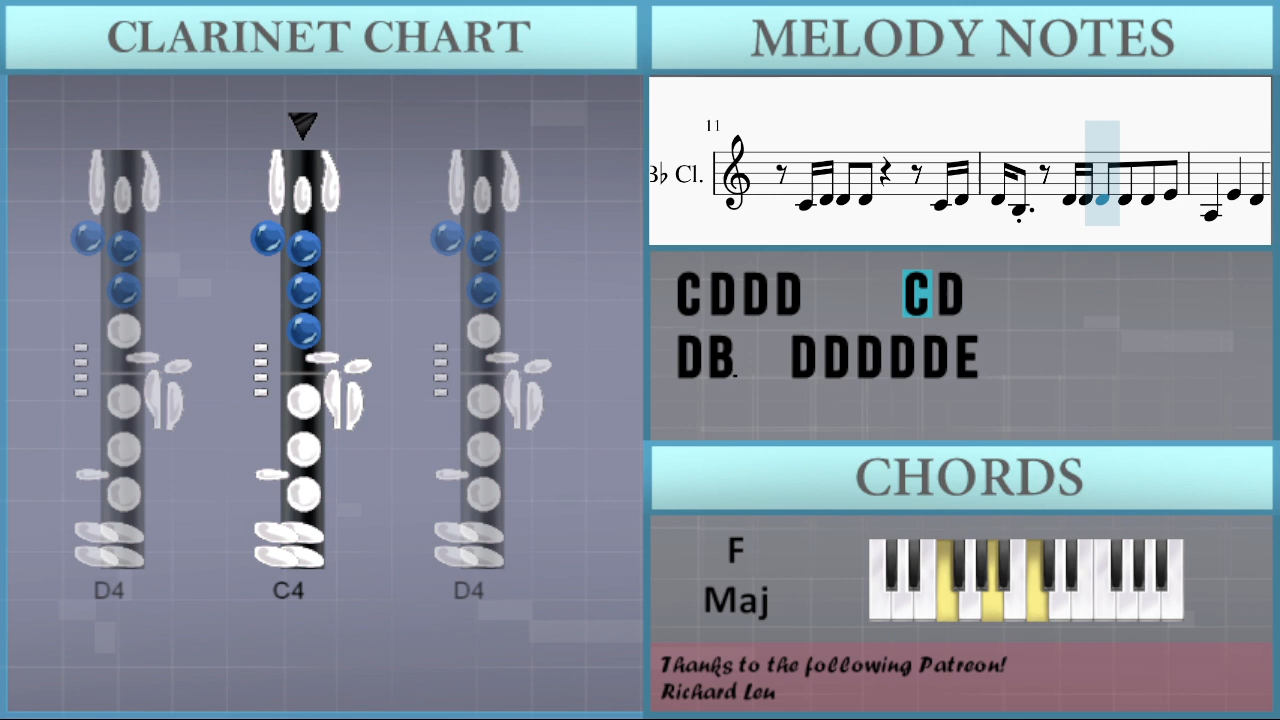 CLARINET CHART
D4
C4
D4
MELODY NOTES
11
B♭ Cl.
C D D D C D
D B. D D D D D E
CHORDS
F
Maj
Thanks to the following Patreon!
Richard Leu